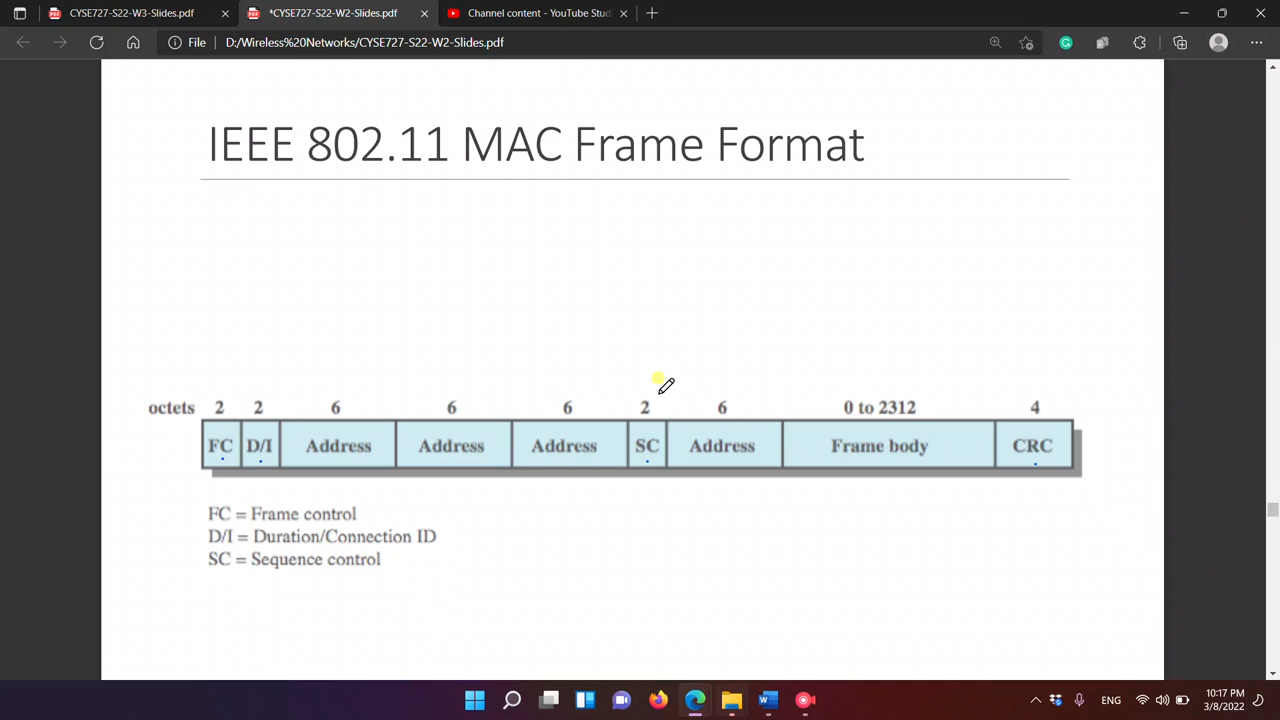 CYSE727-S22-W3-Slides.pdf
*CYSE727-S22-W2-Slides.pdf
Channel content - YouTube Stud
File
D:/Wireless%20Networks/CYSE727-S22-W2-Slides.pdf
IEEE 802.11 MAC Frame Format
octets 2 2 6 6 6 2 6 0 to 2312 4
FC D/I Address Address Address SC Address Frame body CRC
FC = Frame control
D/I = Duration/Connection ID
SC = Sequence control
ENG
10:17 PM
3/8/2022